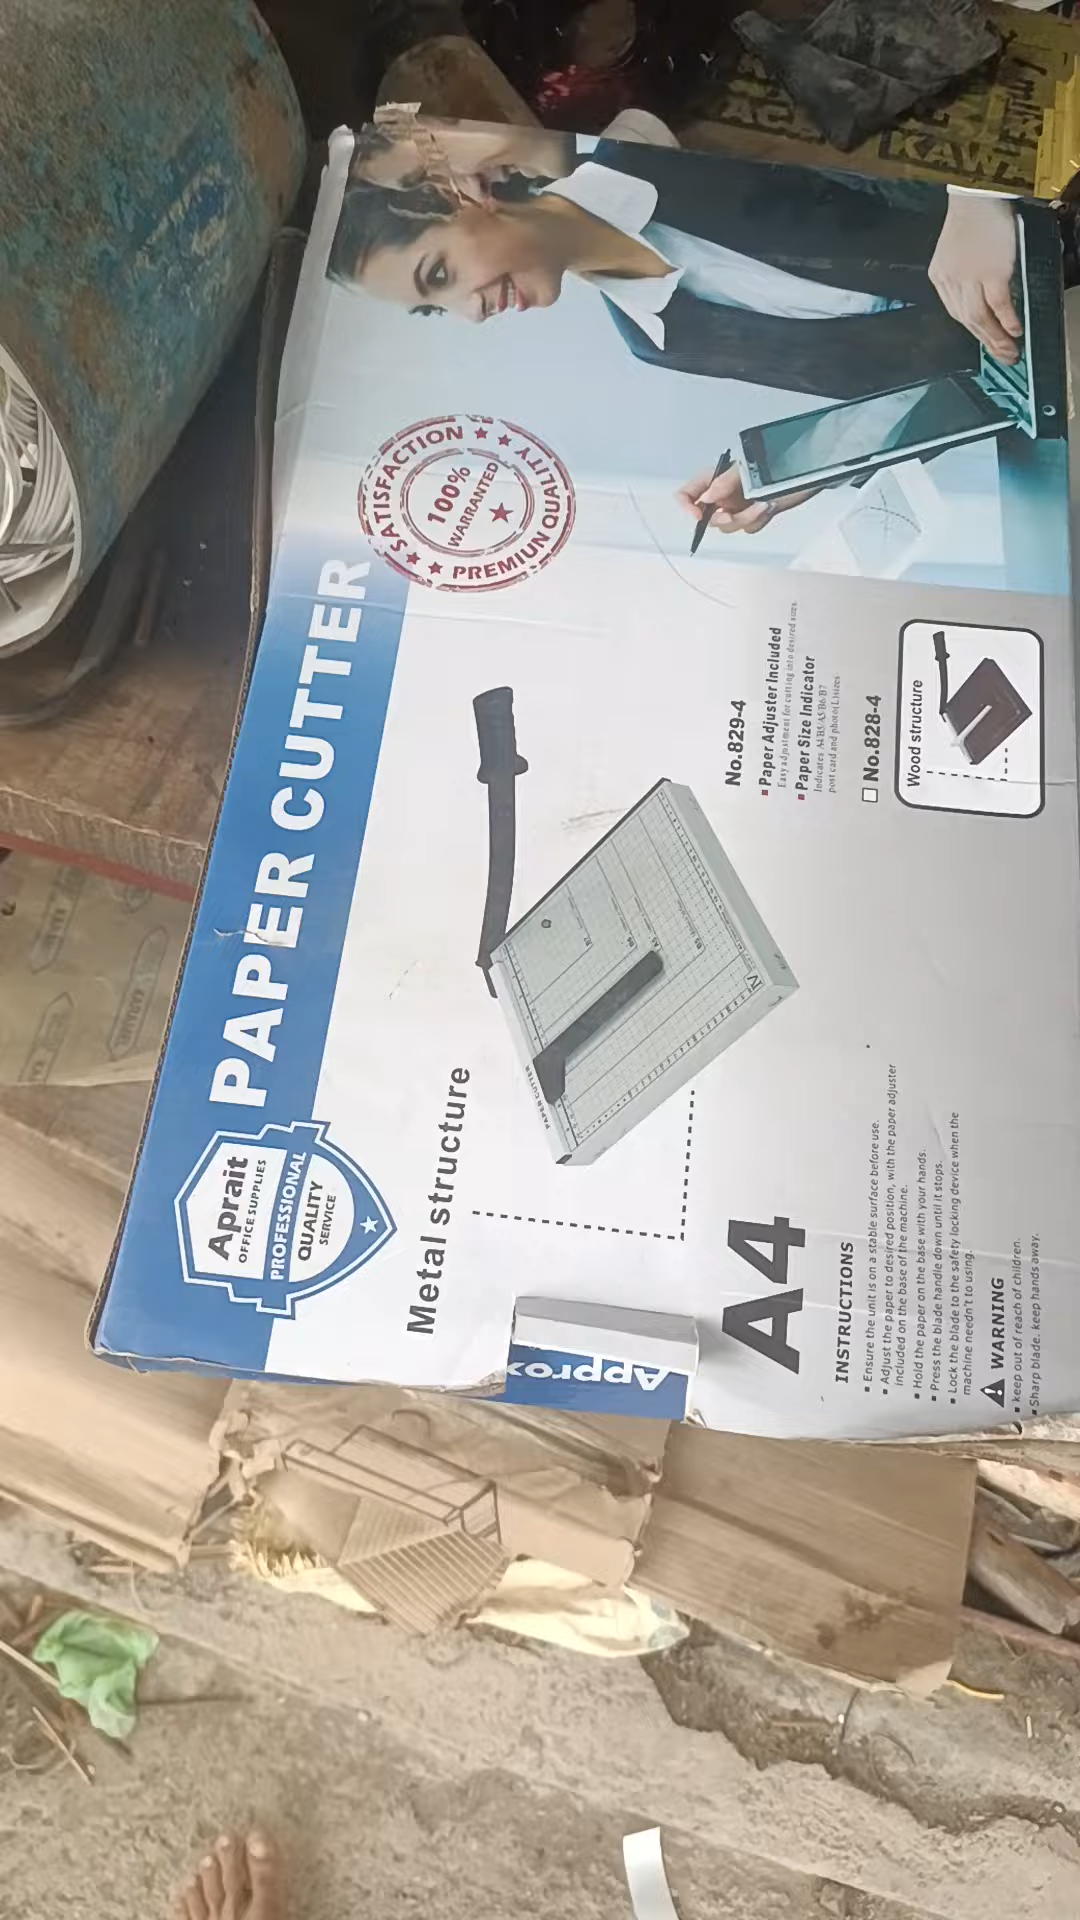 Aprait
OFFICE SUPPLIES
PROFESSIONAL
QUALITY
SERVICE
PAPER CUTTER
SATISFACTION
100%
WARRANTED
PREMIUN QUALITY
Metal structure
PAPER CUTTER
Approx
A4
No.829-4
Paper Adjuster Included
Easy adjustment for cutting into desired sizes
Paper Size Indicator
Indicates A4/B5/A5/B6/B7
post card and photo(L)sizes
No.828-4
Wood structure
INSTRUCTIONS
Ensure the unit is on a stable surface before use.
Adjust the paper to desired position, with the paper adjuster
included on the base of the machine.
Hold the paper on the base with your hands.
Press the blade handle down until it stops.
Lock the blade to the safety locking device when the
machine needn't to using.
WARNING
keep out of reach of children.
Sharp blade. keep hands away.
KAWA